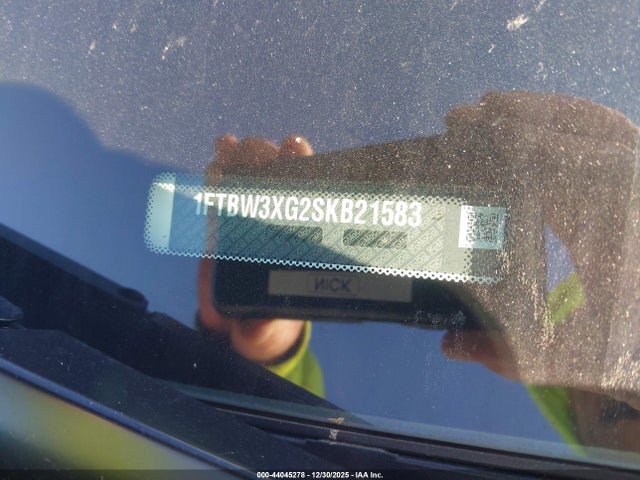 1FTBW3XG2SKB21583
NICK
000-44045278 - 12/30/2025 - IAA Inc.